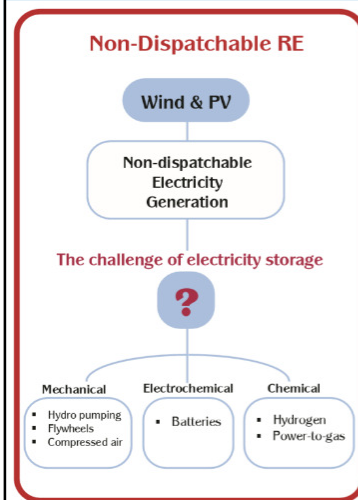 Non-Dispatchable RE
Wind & PV
Non-dispatchable
Electricity
Generation
The challenge of electricity storage
?
Mechanical
▪ Hydro pumping
▪ Flywheels
▪ Compressed air
Electrochemical
▪ Batteries
Chemical
▪ Hydrogen
▪ Power-to-gas